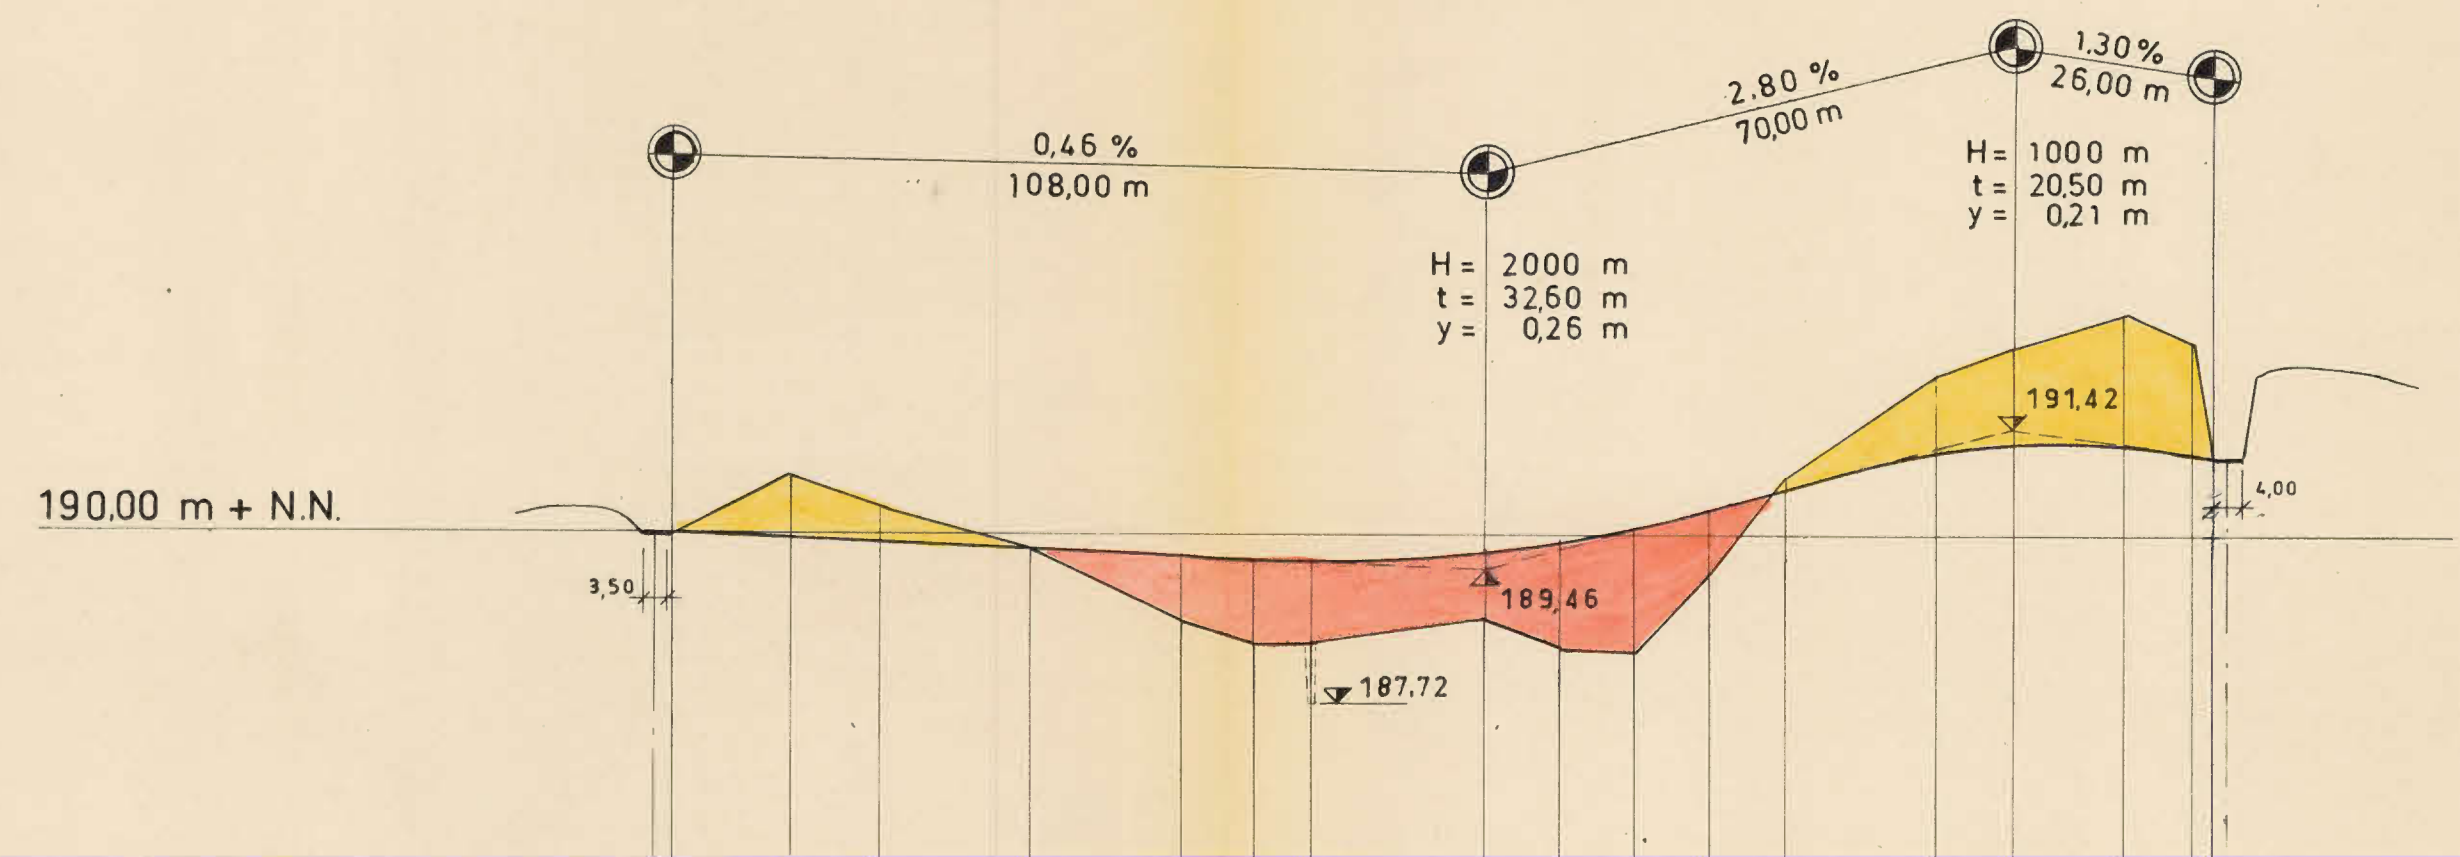 1.30 %
26,00 m
2.80 %
70,00 m
0,46 %
108,00 m
H = 1000 m
t = 20,50 m
y = 0,21 m
H = 2000 m
t = 32,60 m
y = 0,26 m
191,42
190,00 m + N.N.
4,00
3,50
189,46
187,72